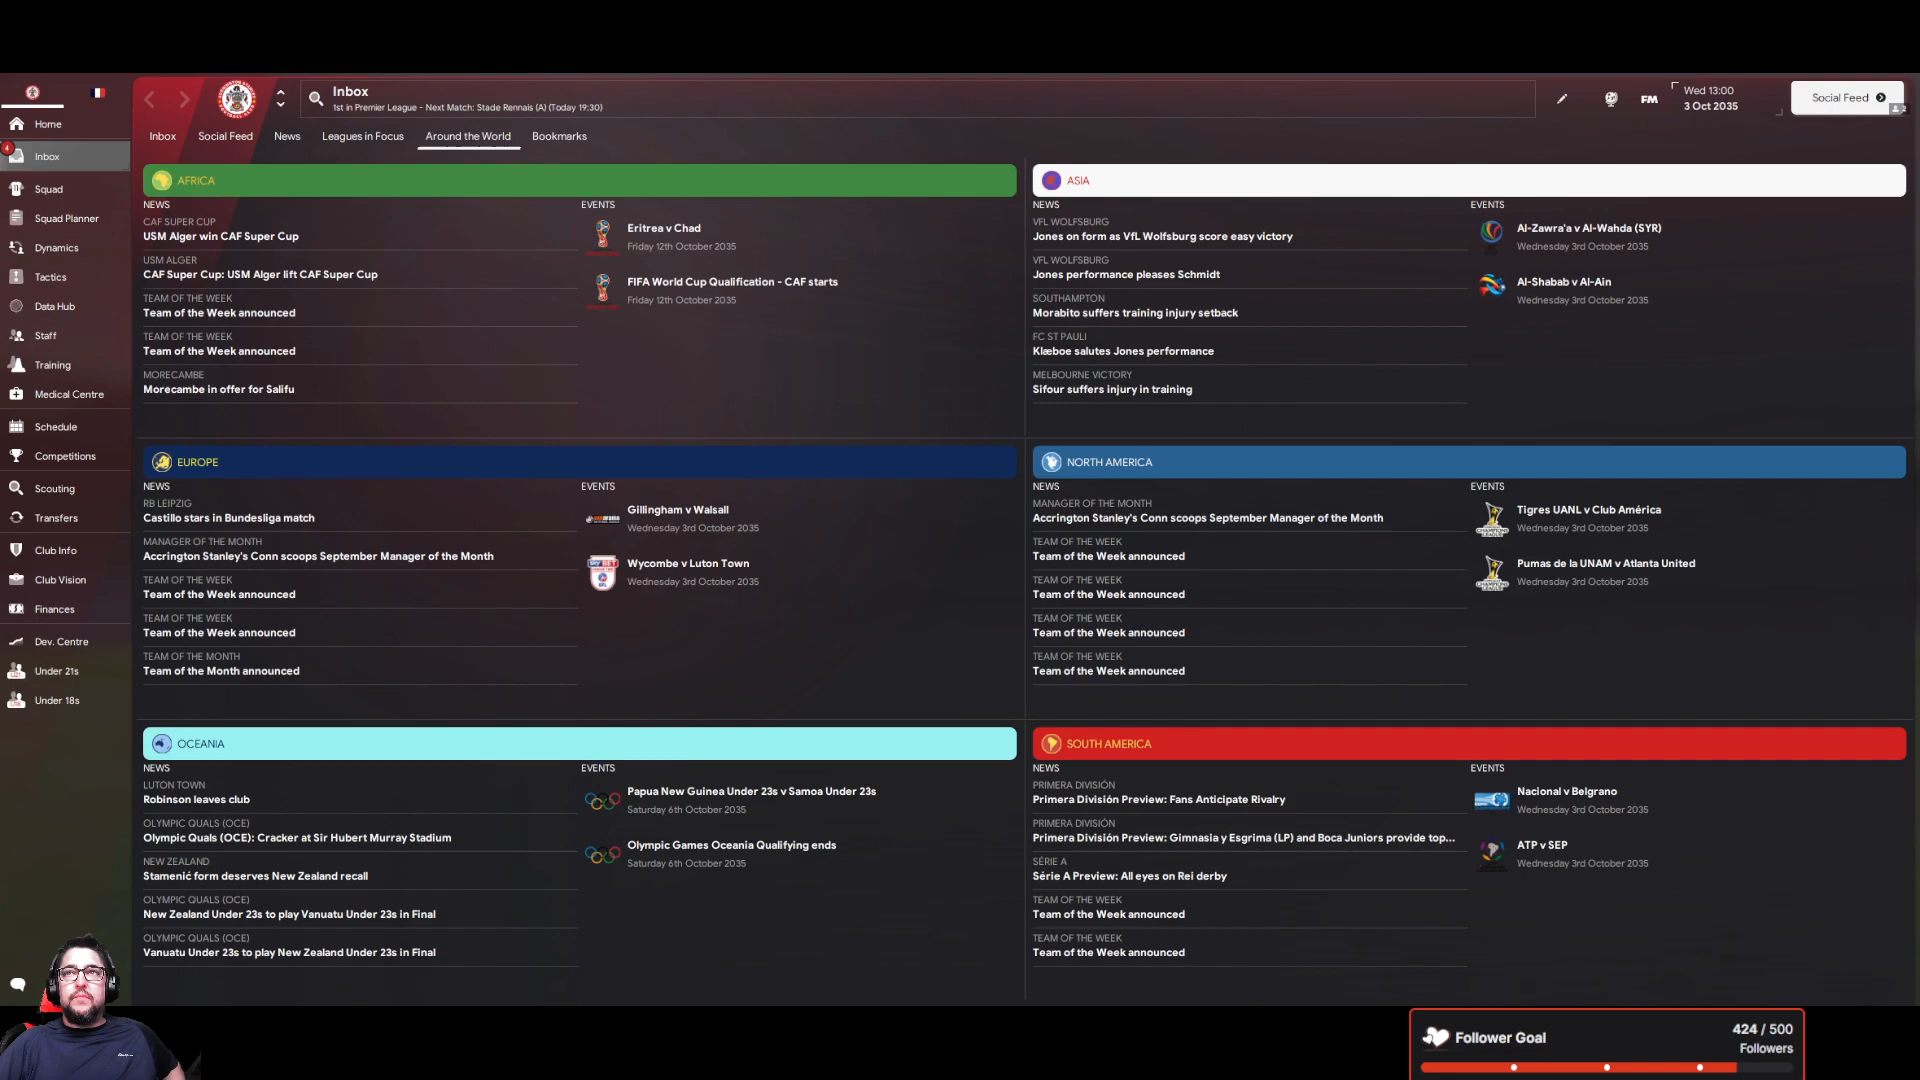 Inbox
1st in Premier League - Next Match: Stade Rennais (A) (Today 19:30)
FM
Wed 13:00
3 Oct 2035
Social Feed
2
Inbox
Social Feed
News
Leagues in Focus
Around the World
Bookmarks
Home
4
Inbox
Squad
Squad Planner
Dynamics
Tactics
Data Hub
Staff
Training
Medical Centre
Schedule
Competitions
Scouting
Transfers
Club Info
Club Vision
Finances
Dev. Centre
Under 21s
Under 18s
AFRICA
NEWS
CAF SUPER CUP
USM Alger win CAF Super Cup
USM ALGER
CAF Super Cup: USM Alger lift CAF Super Cup
TEAM OF THE WEEK
Team of the Week announced
TEAM OF THE WEEK
Team of the Week announced
MORECAMBE
Morecambe in offer for Salifu
EVENTS
Eritrea v Chad
Friday 12th October 2035
FIFA World Cup Qualification - CAF starts
Friday 12th October 2035
ASIA
NEWS
VFL WOLFSBURG
Jones on form as VfL Wolfsburg score easy victory
VFL WOLFSBURG
Jones performance pleases Schmidt
SOUTHAMPTON
Morabito suffers training injury setback
FC ST PAULI
Klæboe salutes Jones performance
MELBOURNE VICTORY
Sifour suffers injury in training
EVENTS
Al-Zawra'a v Al-Wahda (SYR)
Wednesday 3rd October 2035
Al-Shabab v Al-Ain
Wednesday 3rd October 2035
EUROPE
NEWS
RB LEIPZIG
Castillo stars in Bundesliga match
MANAGER OF THE MONTH
Accrington Stanley's Conn scoops September Manager of the Month
TEAM OF THE WEEK
Team of the Week announced
TEAM OF THE WEEK
Team of the Week announced
TEAM OF THE MONTH
Team of the Month announced
EVENTS
Gillingham v Walsall
Wednesday 3rd October 2035
SKY BET
EFL
Wycombe v Luton Town
Wednesday 3rd October 2035
NORTH AMERICA
NEWS
MANAGER OF THE MONTH
Accrington Stanley's Conn scoops September Manager of the Month
TEAM OF THE WEEK
Team of the Week announced
TEAM OF THE WEEK
Team of the Week announced
TEAM OF THE WEEK
Team of the Week announced
TEAM OF THE WEEK
Team of the Week announced
EVENTS
Tigres UANL v Club América
Wednesday 3rd October 2035
Pumas de la UNAM v Atlanta United
Wednesday 3rd October 2035
OCEANIA
NEWS
LUTON TOWN
Robinson leaves club
OLYMPIC QUALS (OCE)
Olympic Quals (OCE): Cracker at Sir Hubert Murray Stadium
NEW ZEALAND
Stamenić form deserves New Zealand recall
OLYMPIC QUALS (OCE)
New Zealand Under 23s to play Vanuatu Under 23s in Final
OLYMPIC QUALS (OCE)
Vanuatu Under 23s to play New Zealand Under 23s in Final
EVENTS
Papua New Guinea Under 23s v Samoa Under 23s
Saturday 6th October 2035
Olympic Games Oceania Qualifying ends
Saturday 6th October 2035
SOUTH AMERICA
NEWS
PRIMERA DIVISIÓN
Primera División Preview: Fans Anticipate Rivalry
PRIMERA DIVISIÓN
Primera División Preview: Gimnasia y Esgrima (LP) and Boca Juniors provide top...
SÉRIE A
Série A Preview: All eyes on Rei derby
TEAM OF THE WEEK
Team of the Week announced
TEAM OF THE WEEK
Team of the Week announced
EVENTS
Nacional v Belgrano
Wednesday 3rd October 2035
ATP v SEP
Wednesday 3rd October 2035
Follower Goal
424 / 500
Followers